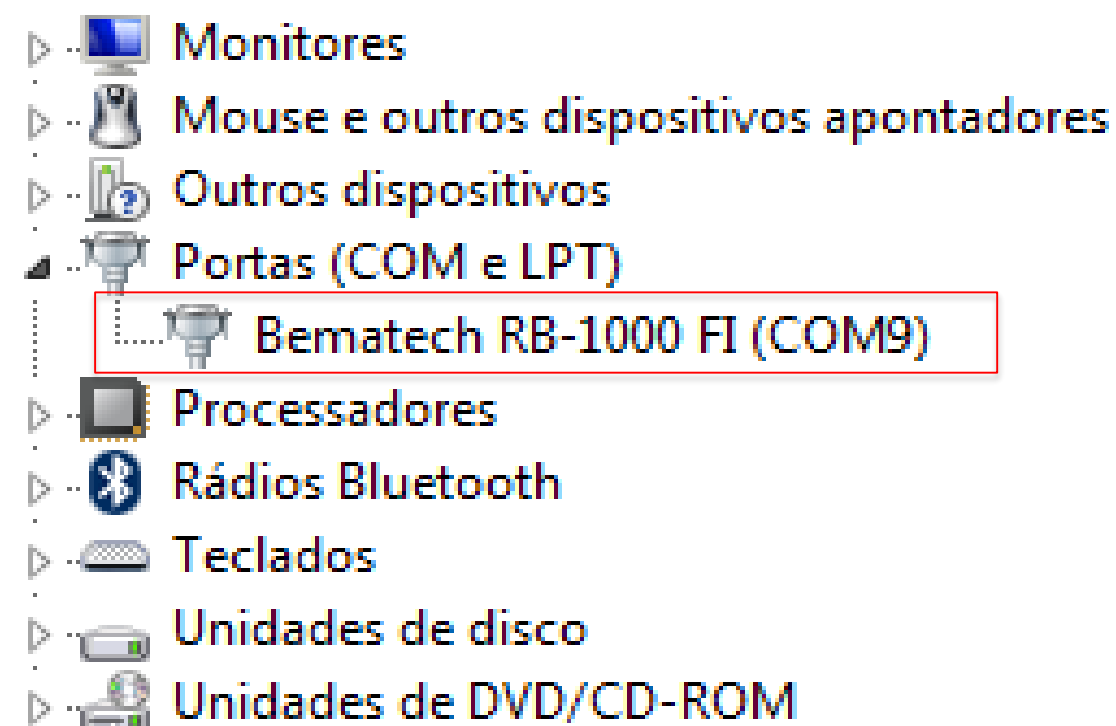 Monitores
Mouse e outros dispositivos apontadores
Outros dispositivos
Portas (COM e LPT)
Bematech RB-1000 FI (COM9)
Processadores
Rádios Bluetooth
Teclados
Unidades de disco
Unidades de DVD/CD-ROM